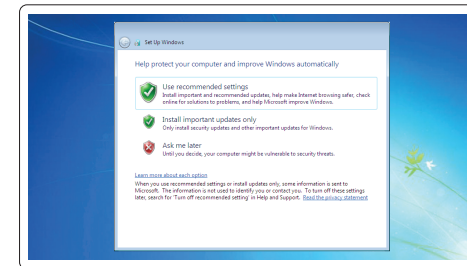 Set Up Windows
Help protect your computer and improve Windows automatically
Use recommended settings
Install important and recommended updates, help make Internet browsing safer, check
online for solutions to problems, and help Microsoft improve Windows.
Install important updates only
Only install security updates and other important updates for Windows.
Ask me later
Until you decide, your computer might be vulnerable to security threats.
Learn more about each option
When you use recommended settings or install updates only, some information is sent to
Microsoft. The information is not used to identify you or contact you. To turn off these settings
later, search for 'Turn off recommended setting' in Help and Support. Read the privacy statement